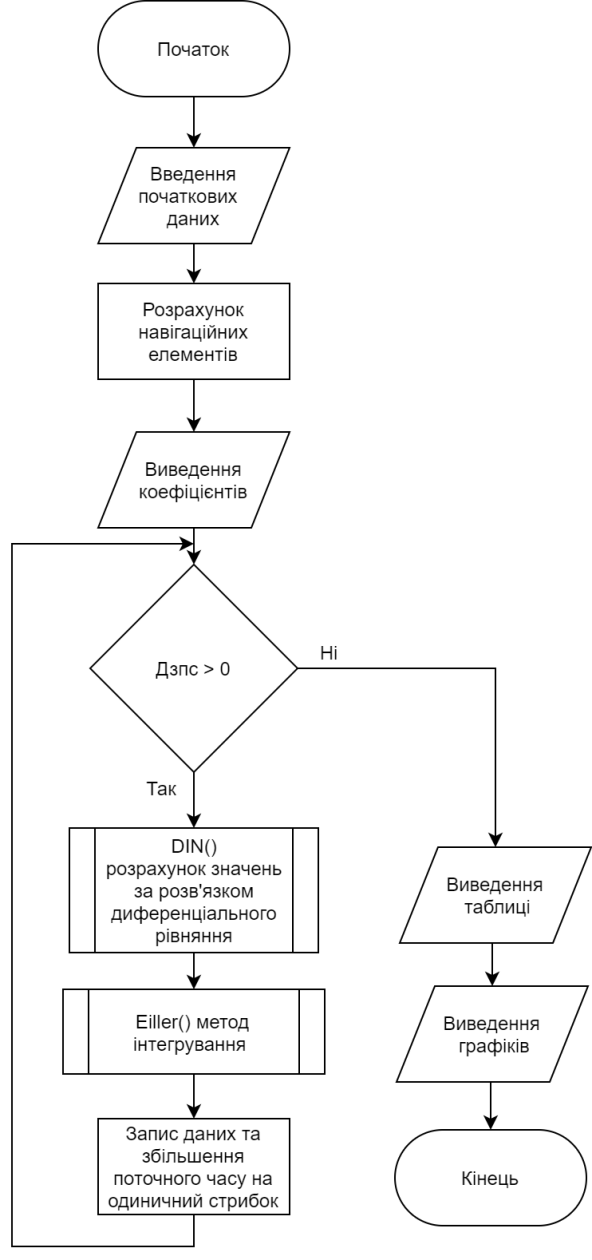 Початок
Введення
початкових
даних
Розрахунок
навігаційних
елементів
Виведення
коефіцієнтів
Дзпс > 0
Ні
Так
DIN()
розрахунок значень
за розв'язком
диференціального
рівняння
Eiller() метод
інтегрування
Запис даних та
збільшення
поточного часу на
одиничний стрибок
Виведення
таблиці
Виведення
графіків
Кінець